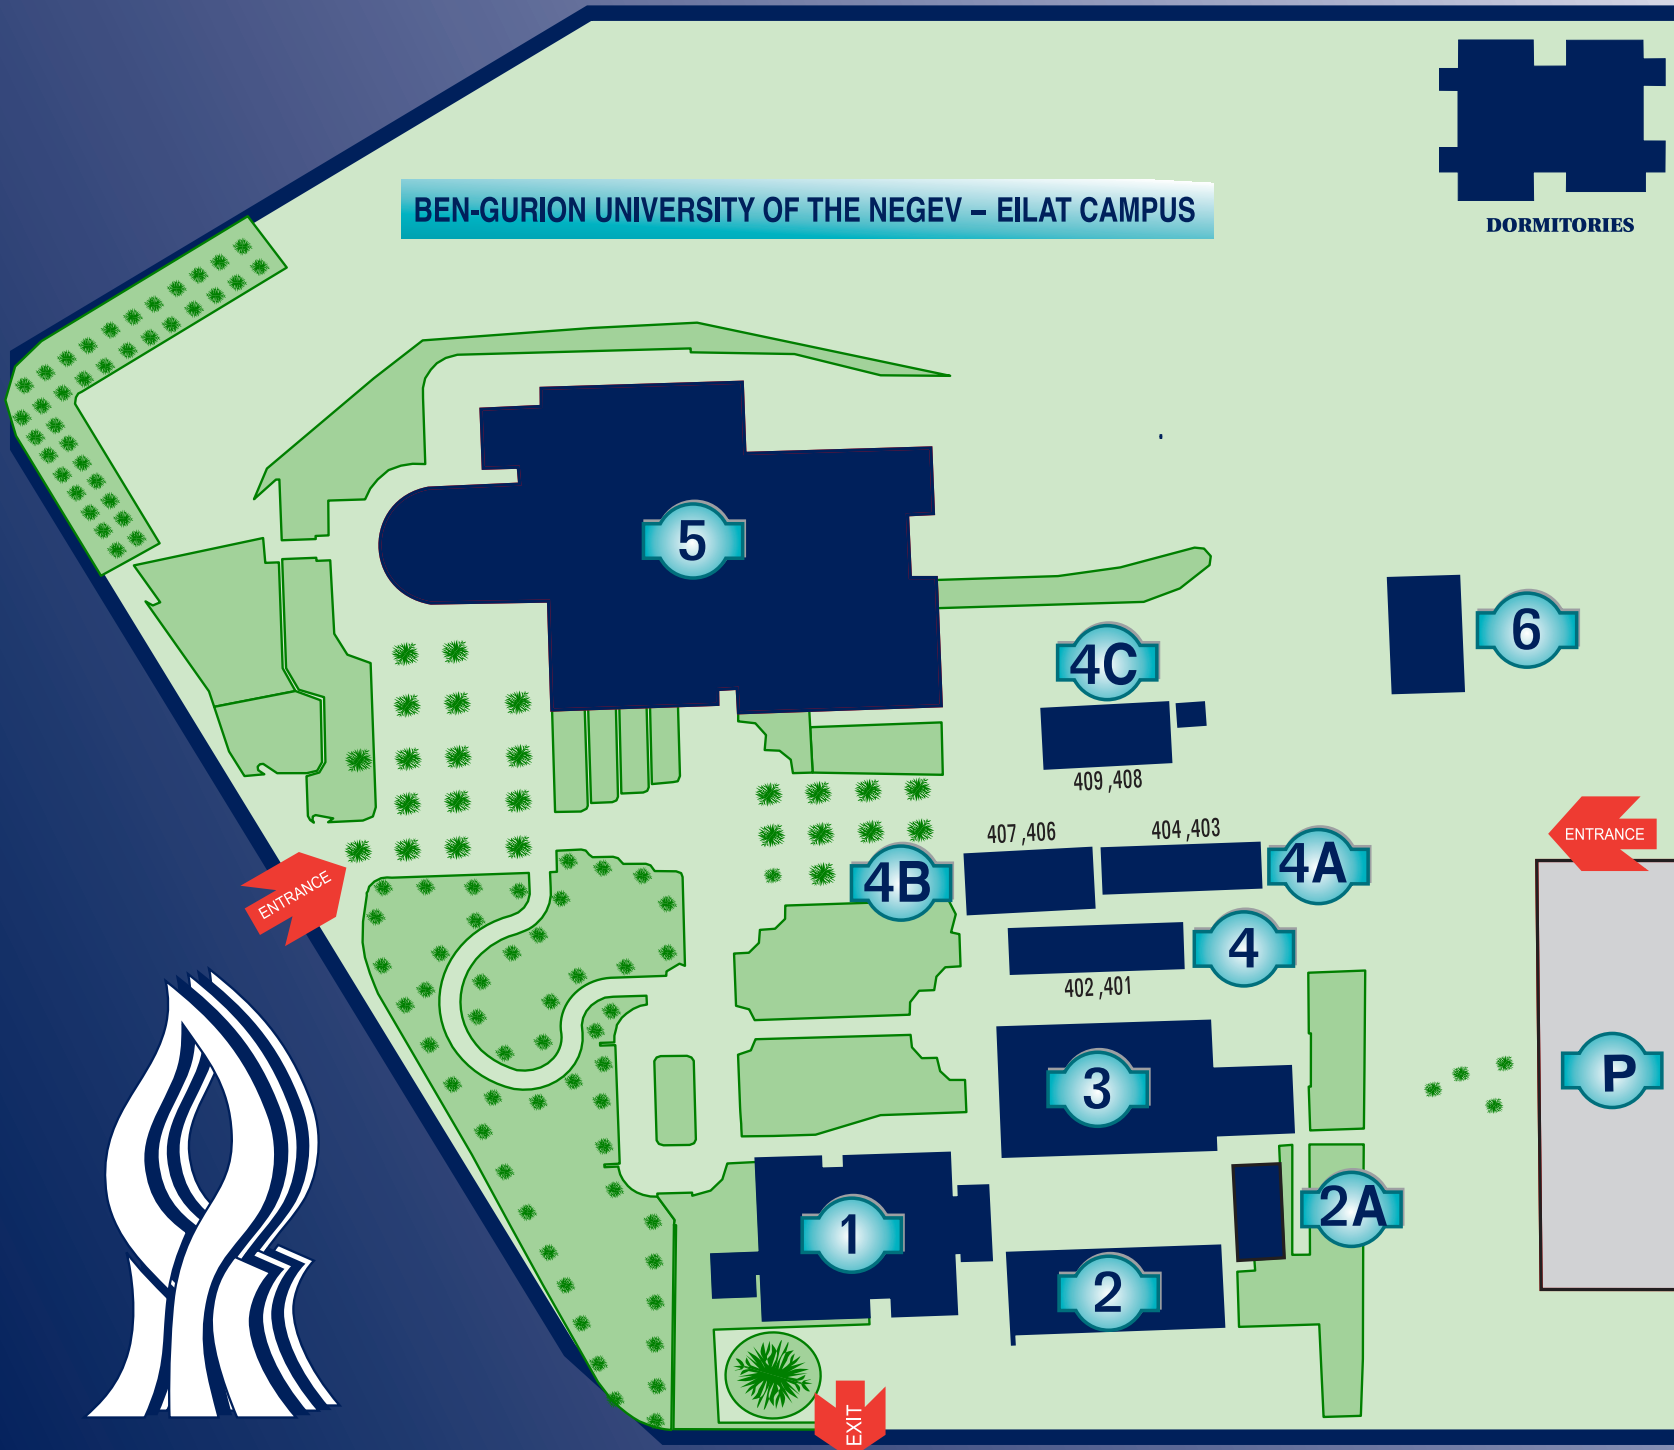 BEN-GURION UNIVERSITY OF THE NEGEV – EILAT CAMPUS
DORMITORIES
5
6
4C
409 ,408
407 ,406
404 ,403
ENTRANCE
4B
4A
ENTRANCE
4
402 ,401
3
P
2A
1
2
EXIT